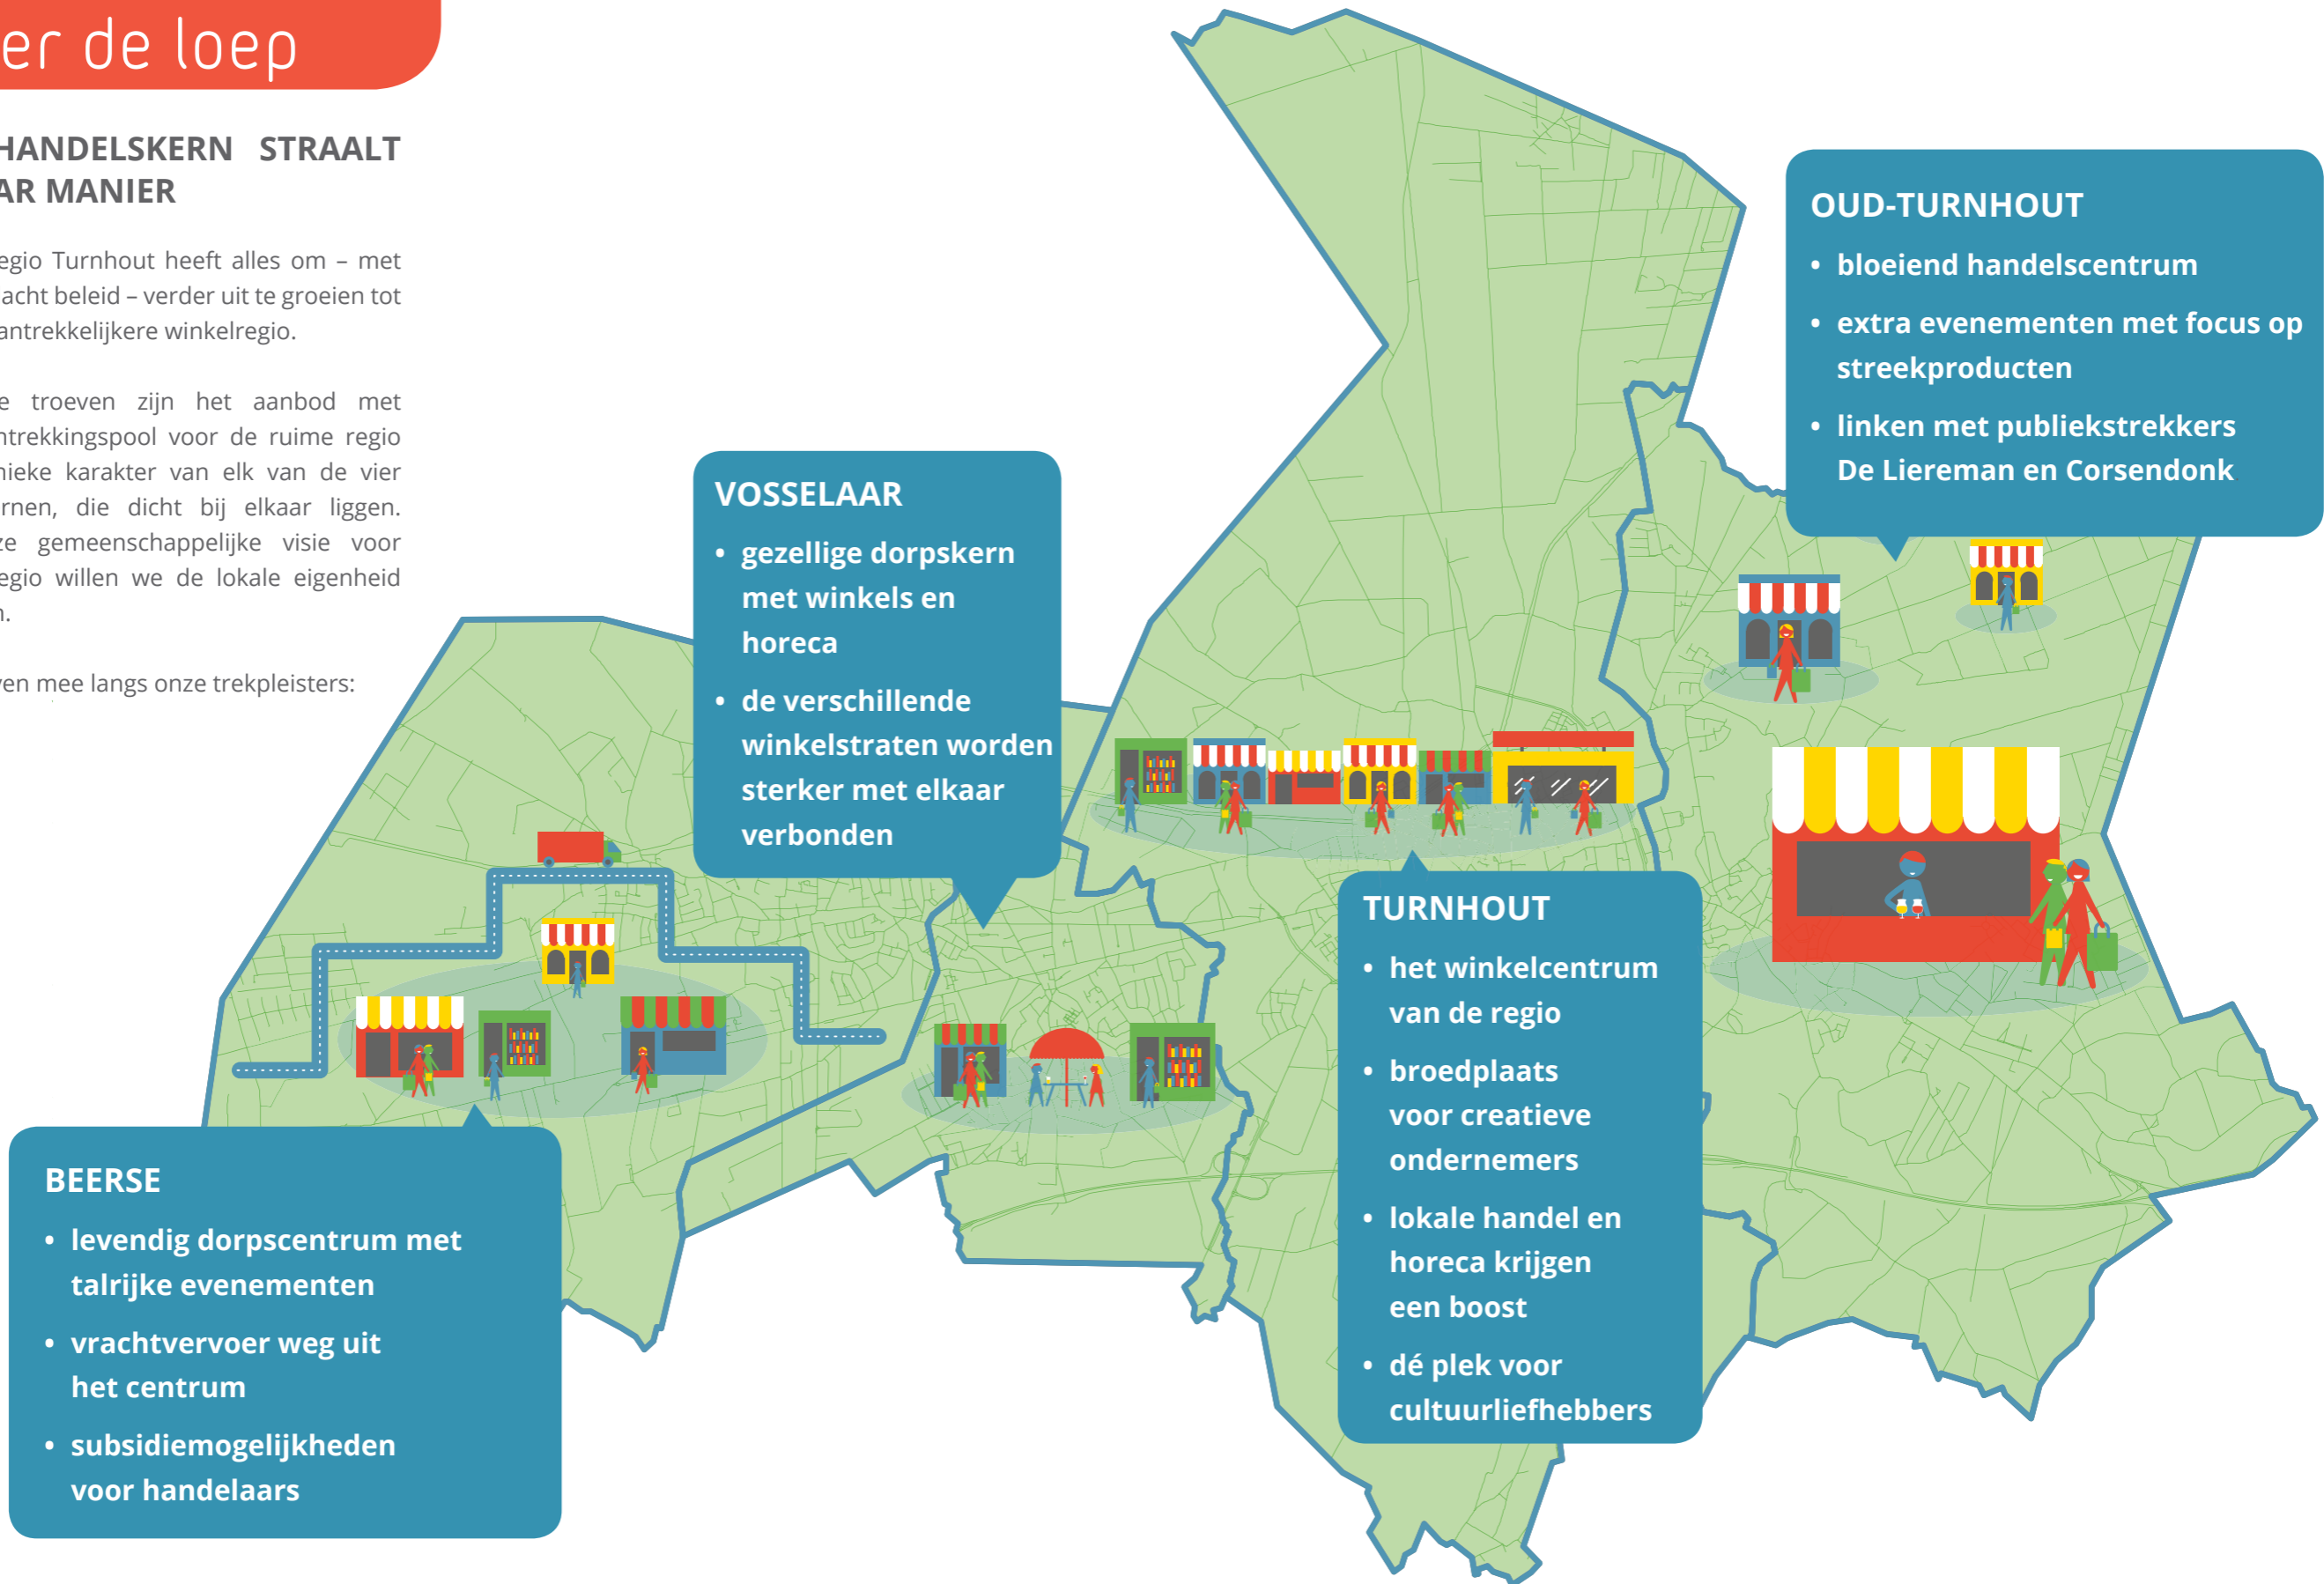 er de loep
HANDELSKERN STRAALT
AR MANIER
egio Turnhout heeft alles om – met
acht beleid – verder uit te groeien tot
antrekkelijkere winkelregio.
e troeven zijn het aanbod met
ntrekkingspool voor de ruime regio
nieke karakter van elk van de vier
rnen, die dicht bij elkaar liggen.
ze gemeenschappelijke visie voor
egio willen we de lokale eigenheid
n.
ven mee langs onze trekpleisters:
OUD-TURNHOUT
• bloeiend handelscentrum
• extra evenementen met focus op
streekproducten
• linken met publiekstrekkers
De Liereman en Corsendonk
VOSSELAAR
• gezellige dorpskern
met winkels en
horeca
• de verschillende
winkelstraten worden
sterker met elkaar
verbonden
TURNHOUT
• het winkelcentrum
van de regio
• broedplaats
voor creatieve
ondernemers
• lokale handel en
horeca krijgen
een boost
• dé plek voor
cultuurliefhebbers
BEERSE
• levendig dorpscentrum met
talrijke evenementen
• vrachtvervoer weg uit
het centrum
• subsidiemogelijkheden
voor handelaars